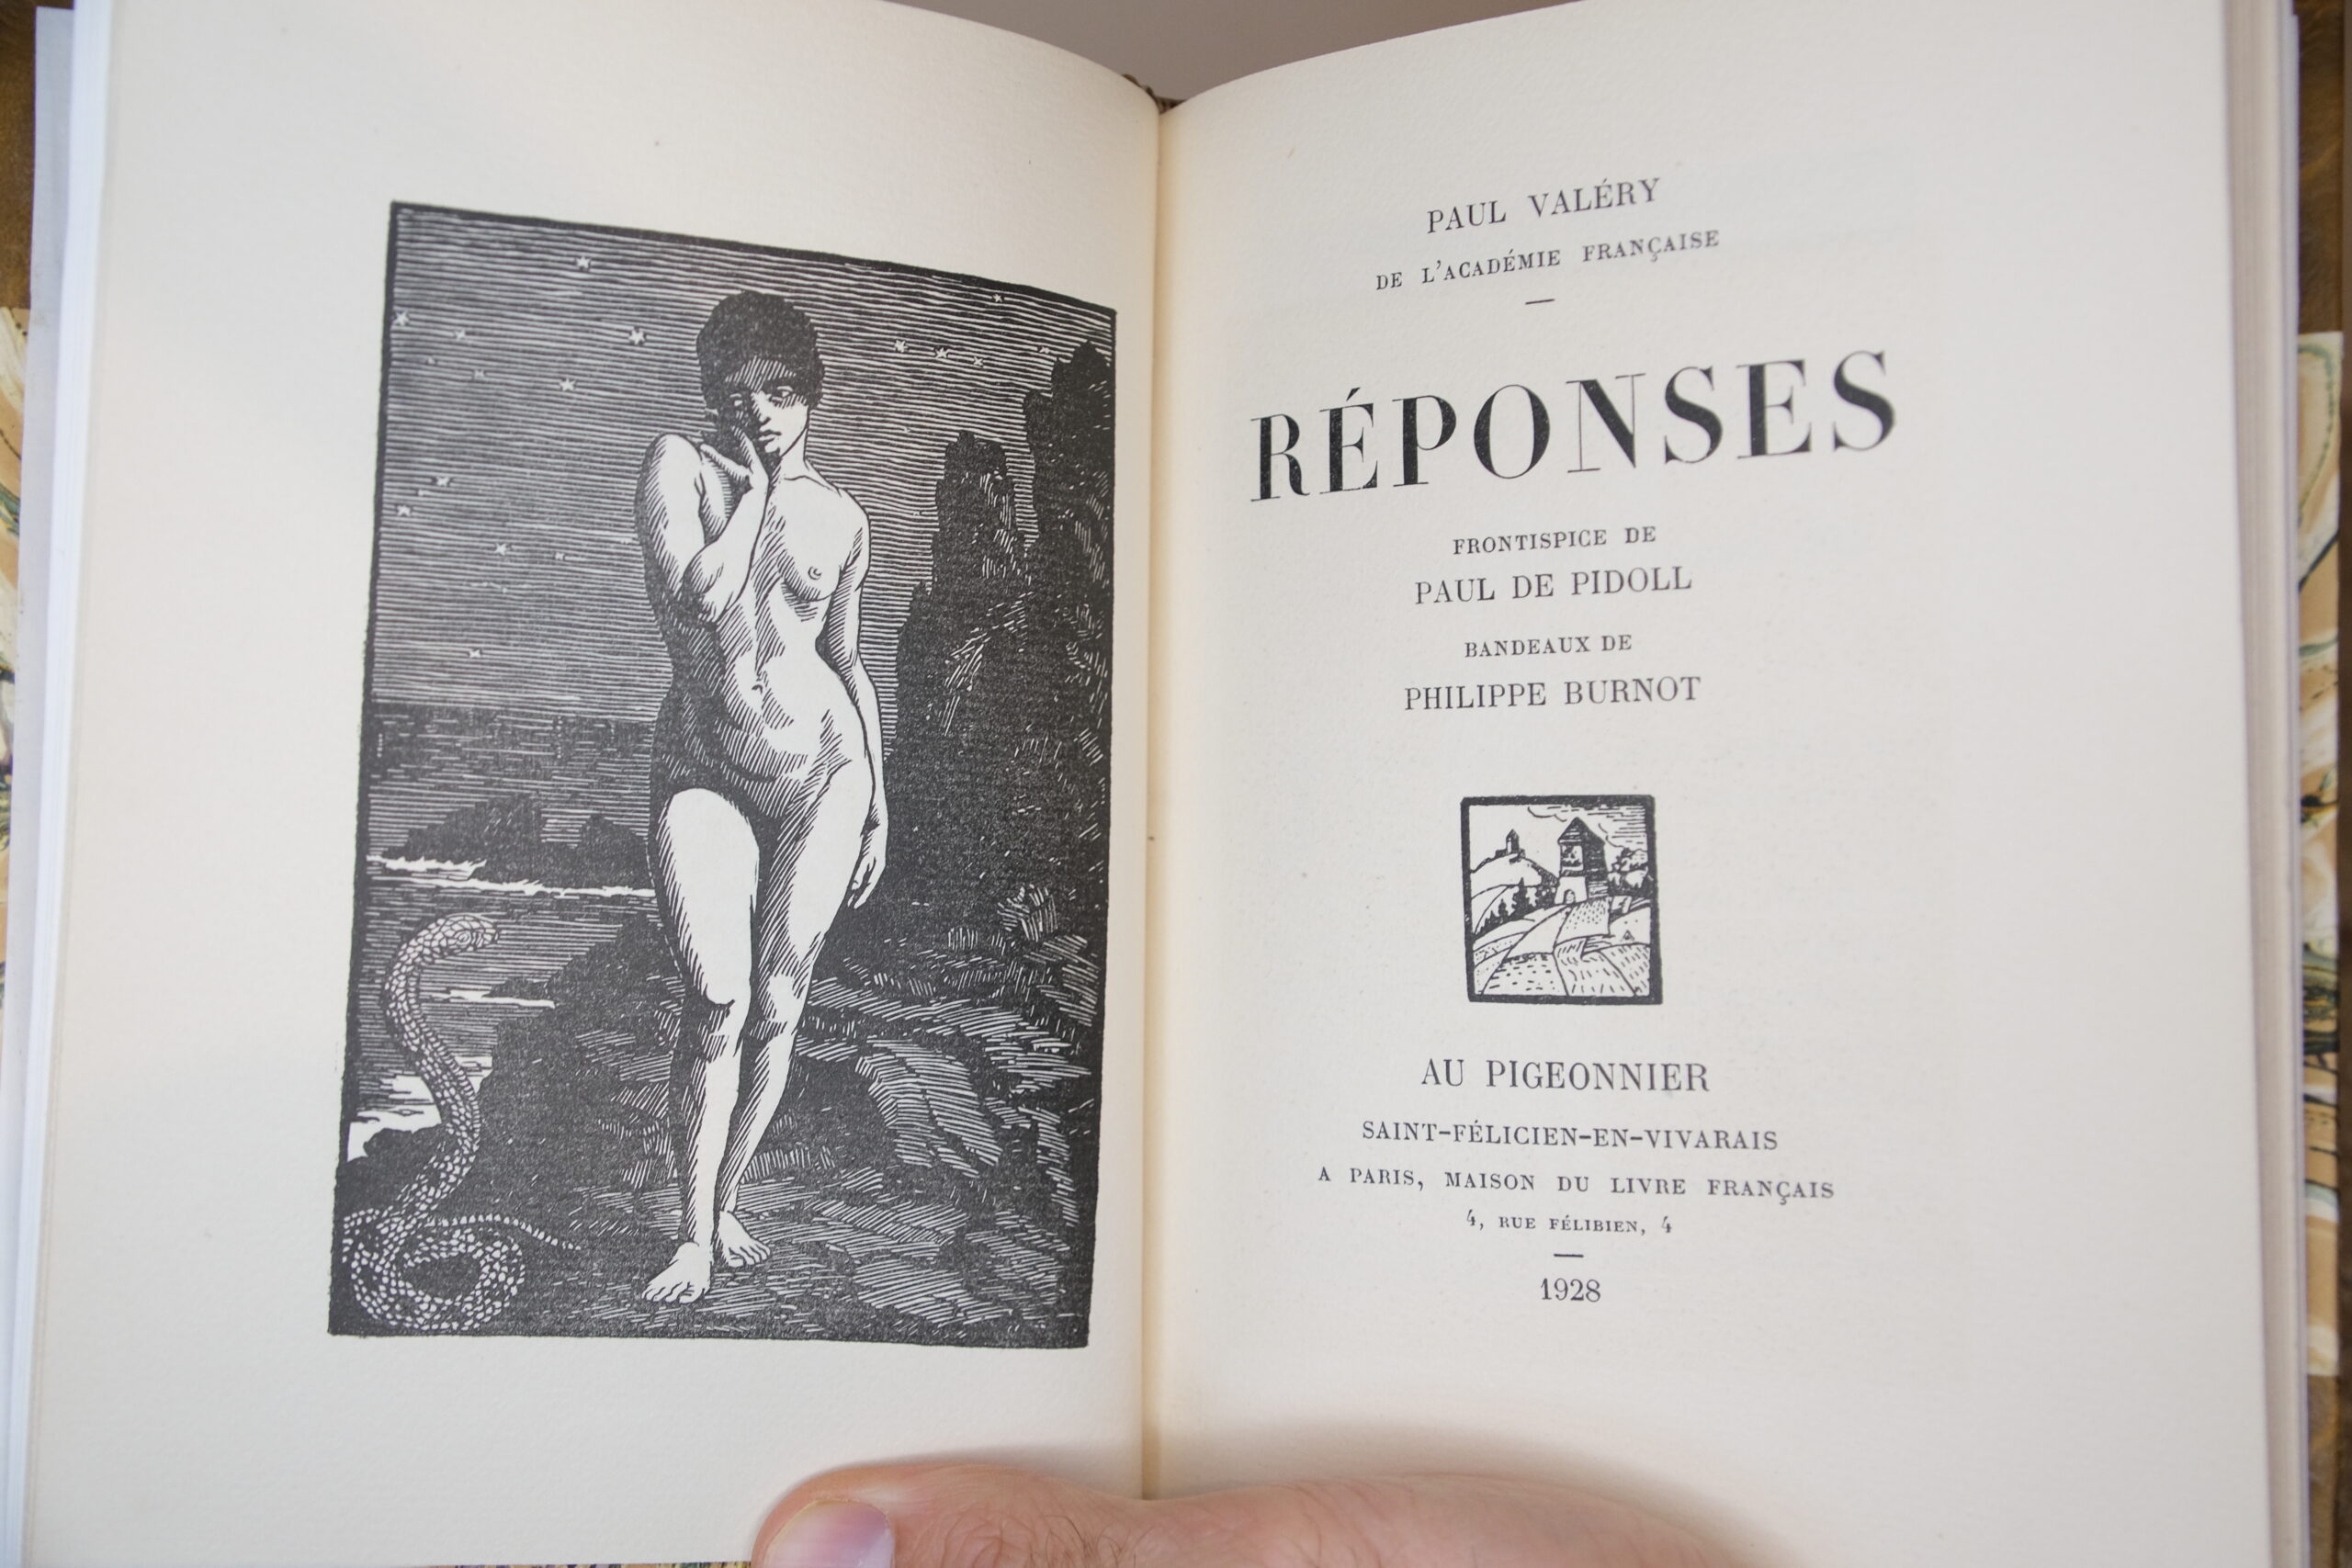 PAUL VALÉRY
DE L'ACADÉMIE FRANÇAISE
RÉPONSES
FRONTISPICE DE
PAUL DE PIDOLL
BANDEAUX DE
PHILIPPE BURNOT
AU PIGEONNIER
SAINT-FÉLICIEN-EN-VIVARAIS
A PARIS, MAISON DU LIVRE FRANÇAIS
4, RUE FÉLIBIEN, 4
1928